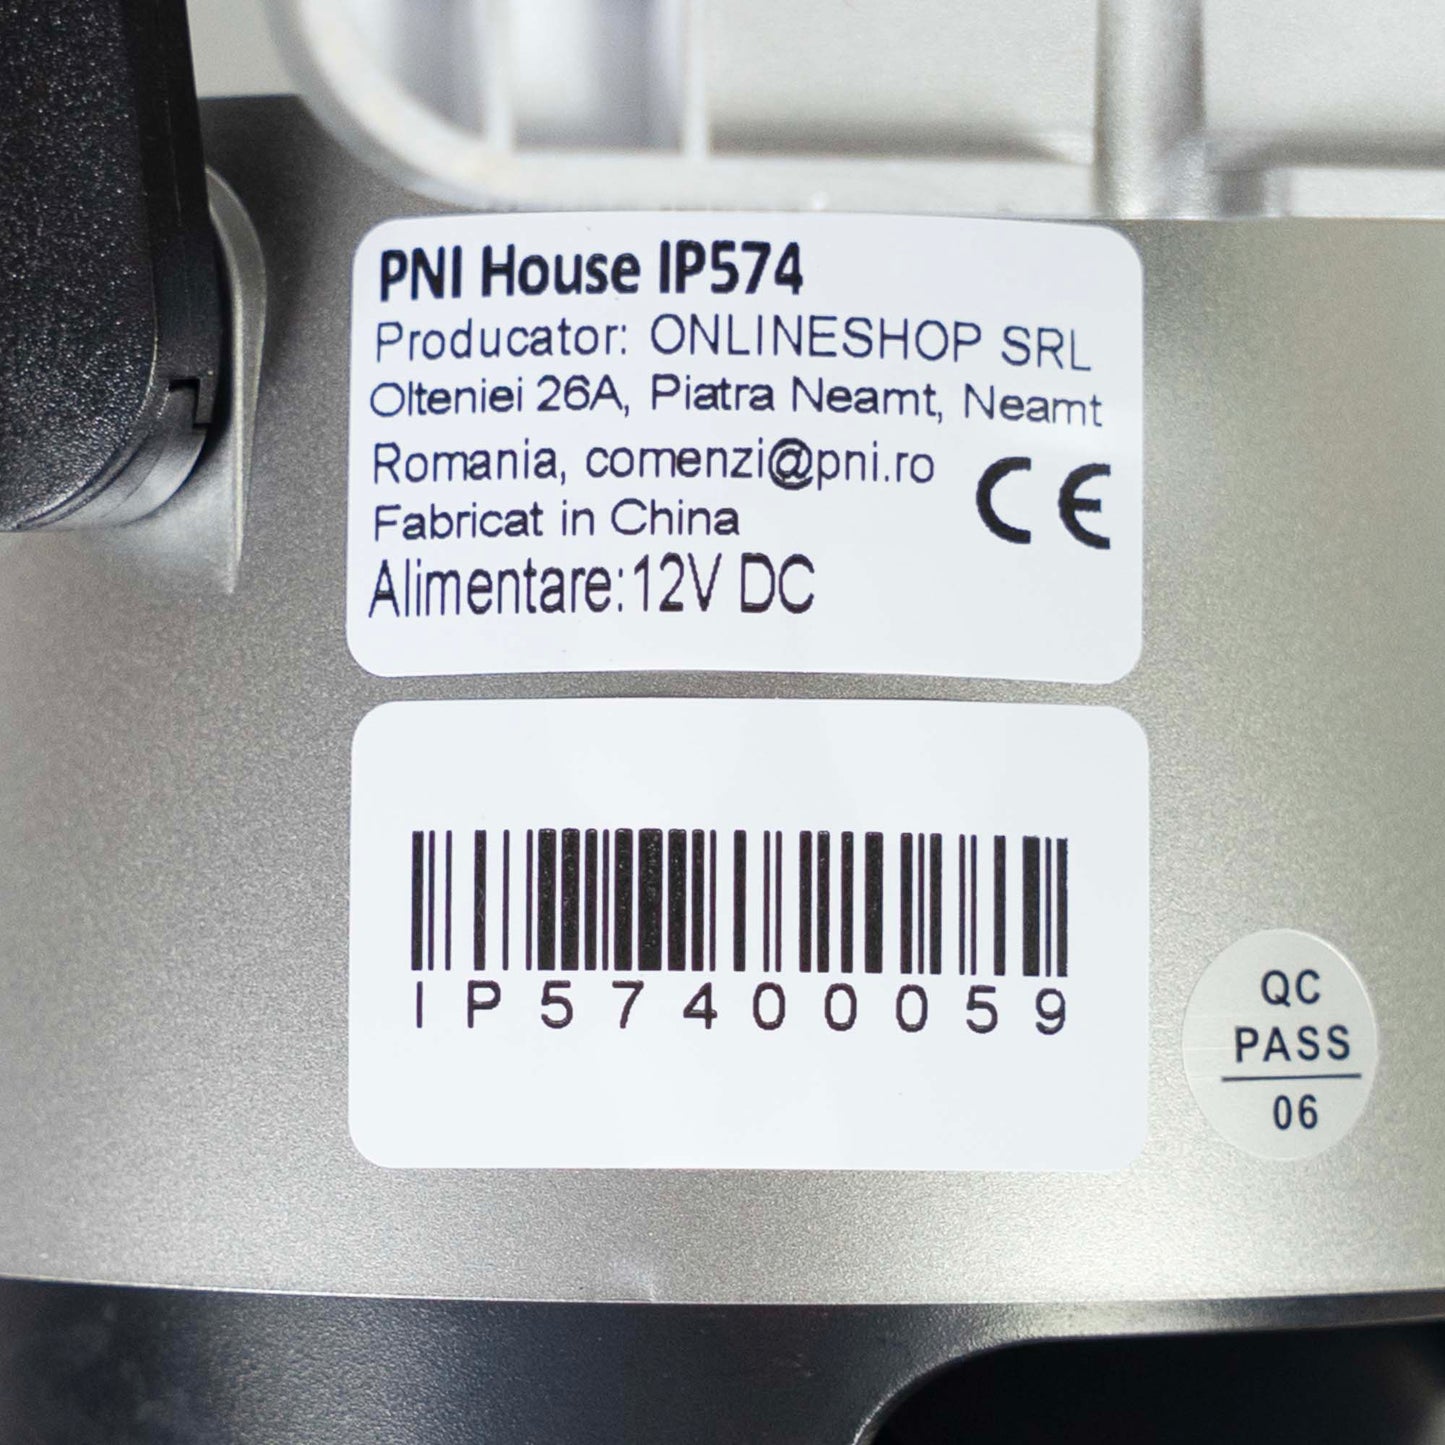 PNI House IP574
Producator: ONLINESHOP SRL
Olteniei 26A, Piatra Neamt, Neamt
Romania, comenzi@pni.ro
Fabricat in China
Alimentare:12V DC
CE
IP57400059
QC
PASS
06